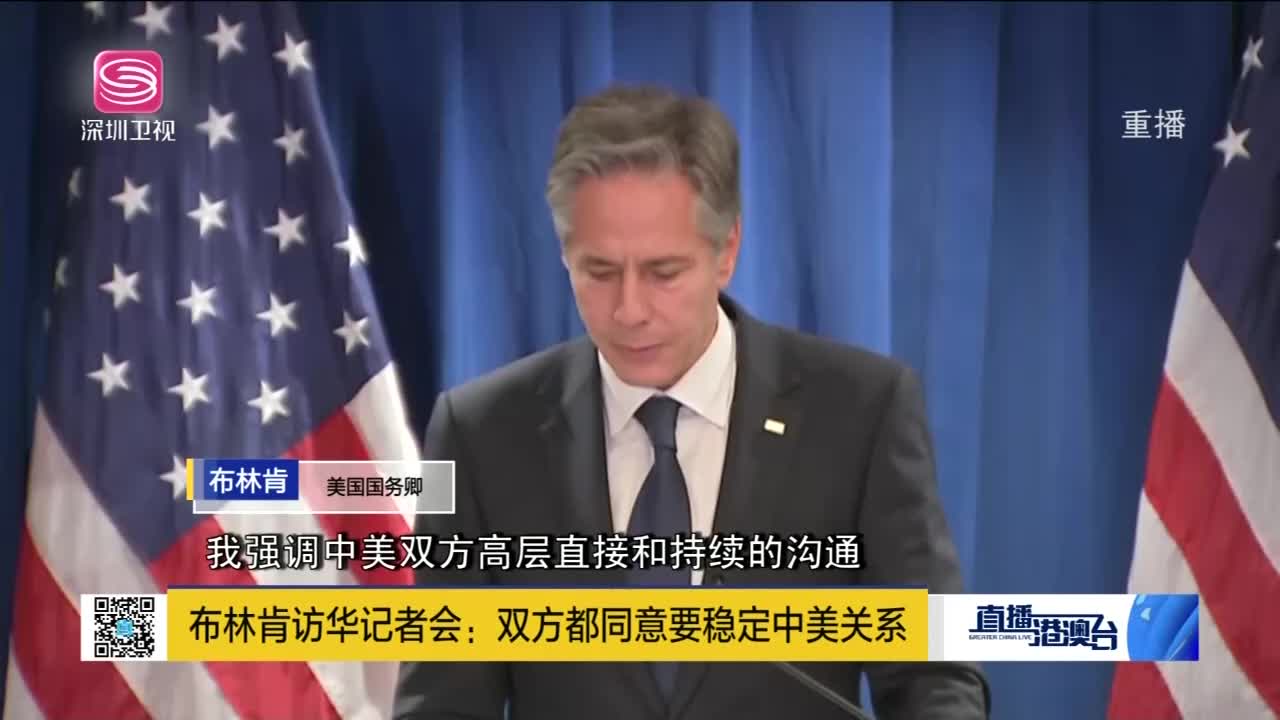 深圳卫视
重播
布林肯
美国国务卿
我强调中美双方高层直接和持续的沟通
布林肯访华记者会：双方都同意要稳定中美关系
直播港澳台
GREATER CHINA LIVE